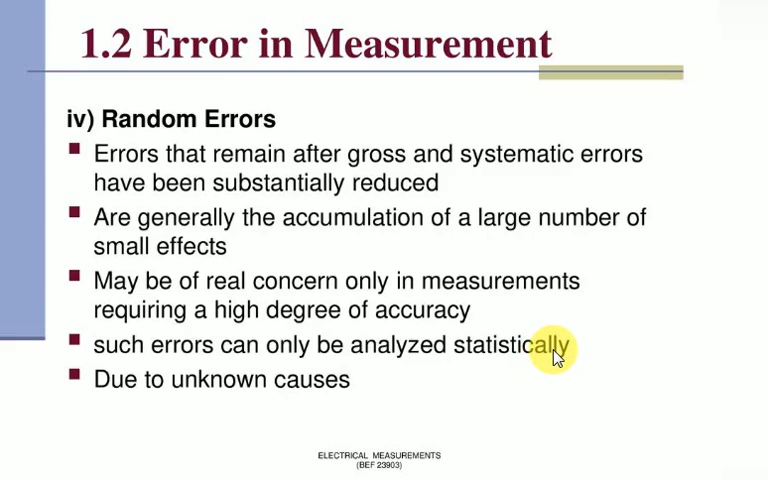 1.2 Error in Measurement
iv) Random Errors
Errors that remain after gross and systematic errors
have been substantially reduced
Are generally the accumulation of a large number of
small effects
May be of real concern only in measurements
requiring a high degree of accuracy
such errors can only be analyzed statistically
Due to unknown causes
ELECTRICAL MEASUREMENTS
(BEF 23903)